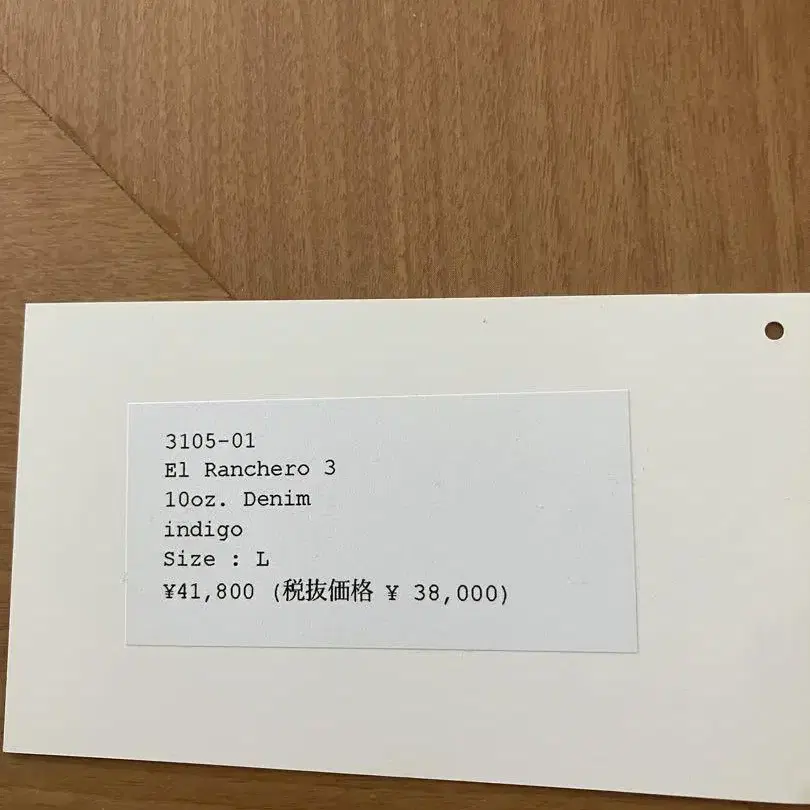 3105-01
El Ranchero 3
10oz. Denim
indigo
Size : L
¥41,800 (税抜価格 ¥ 38,000)